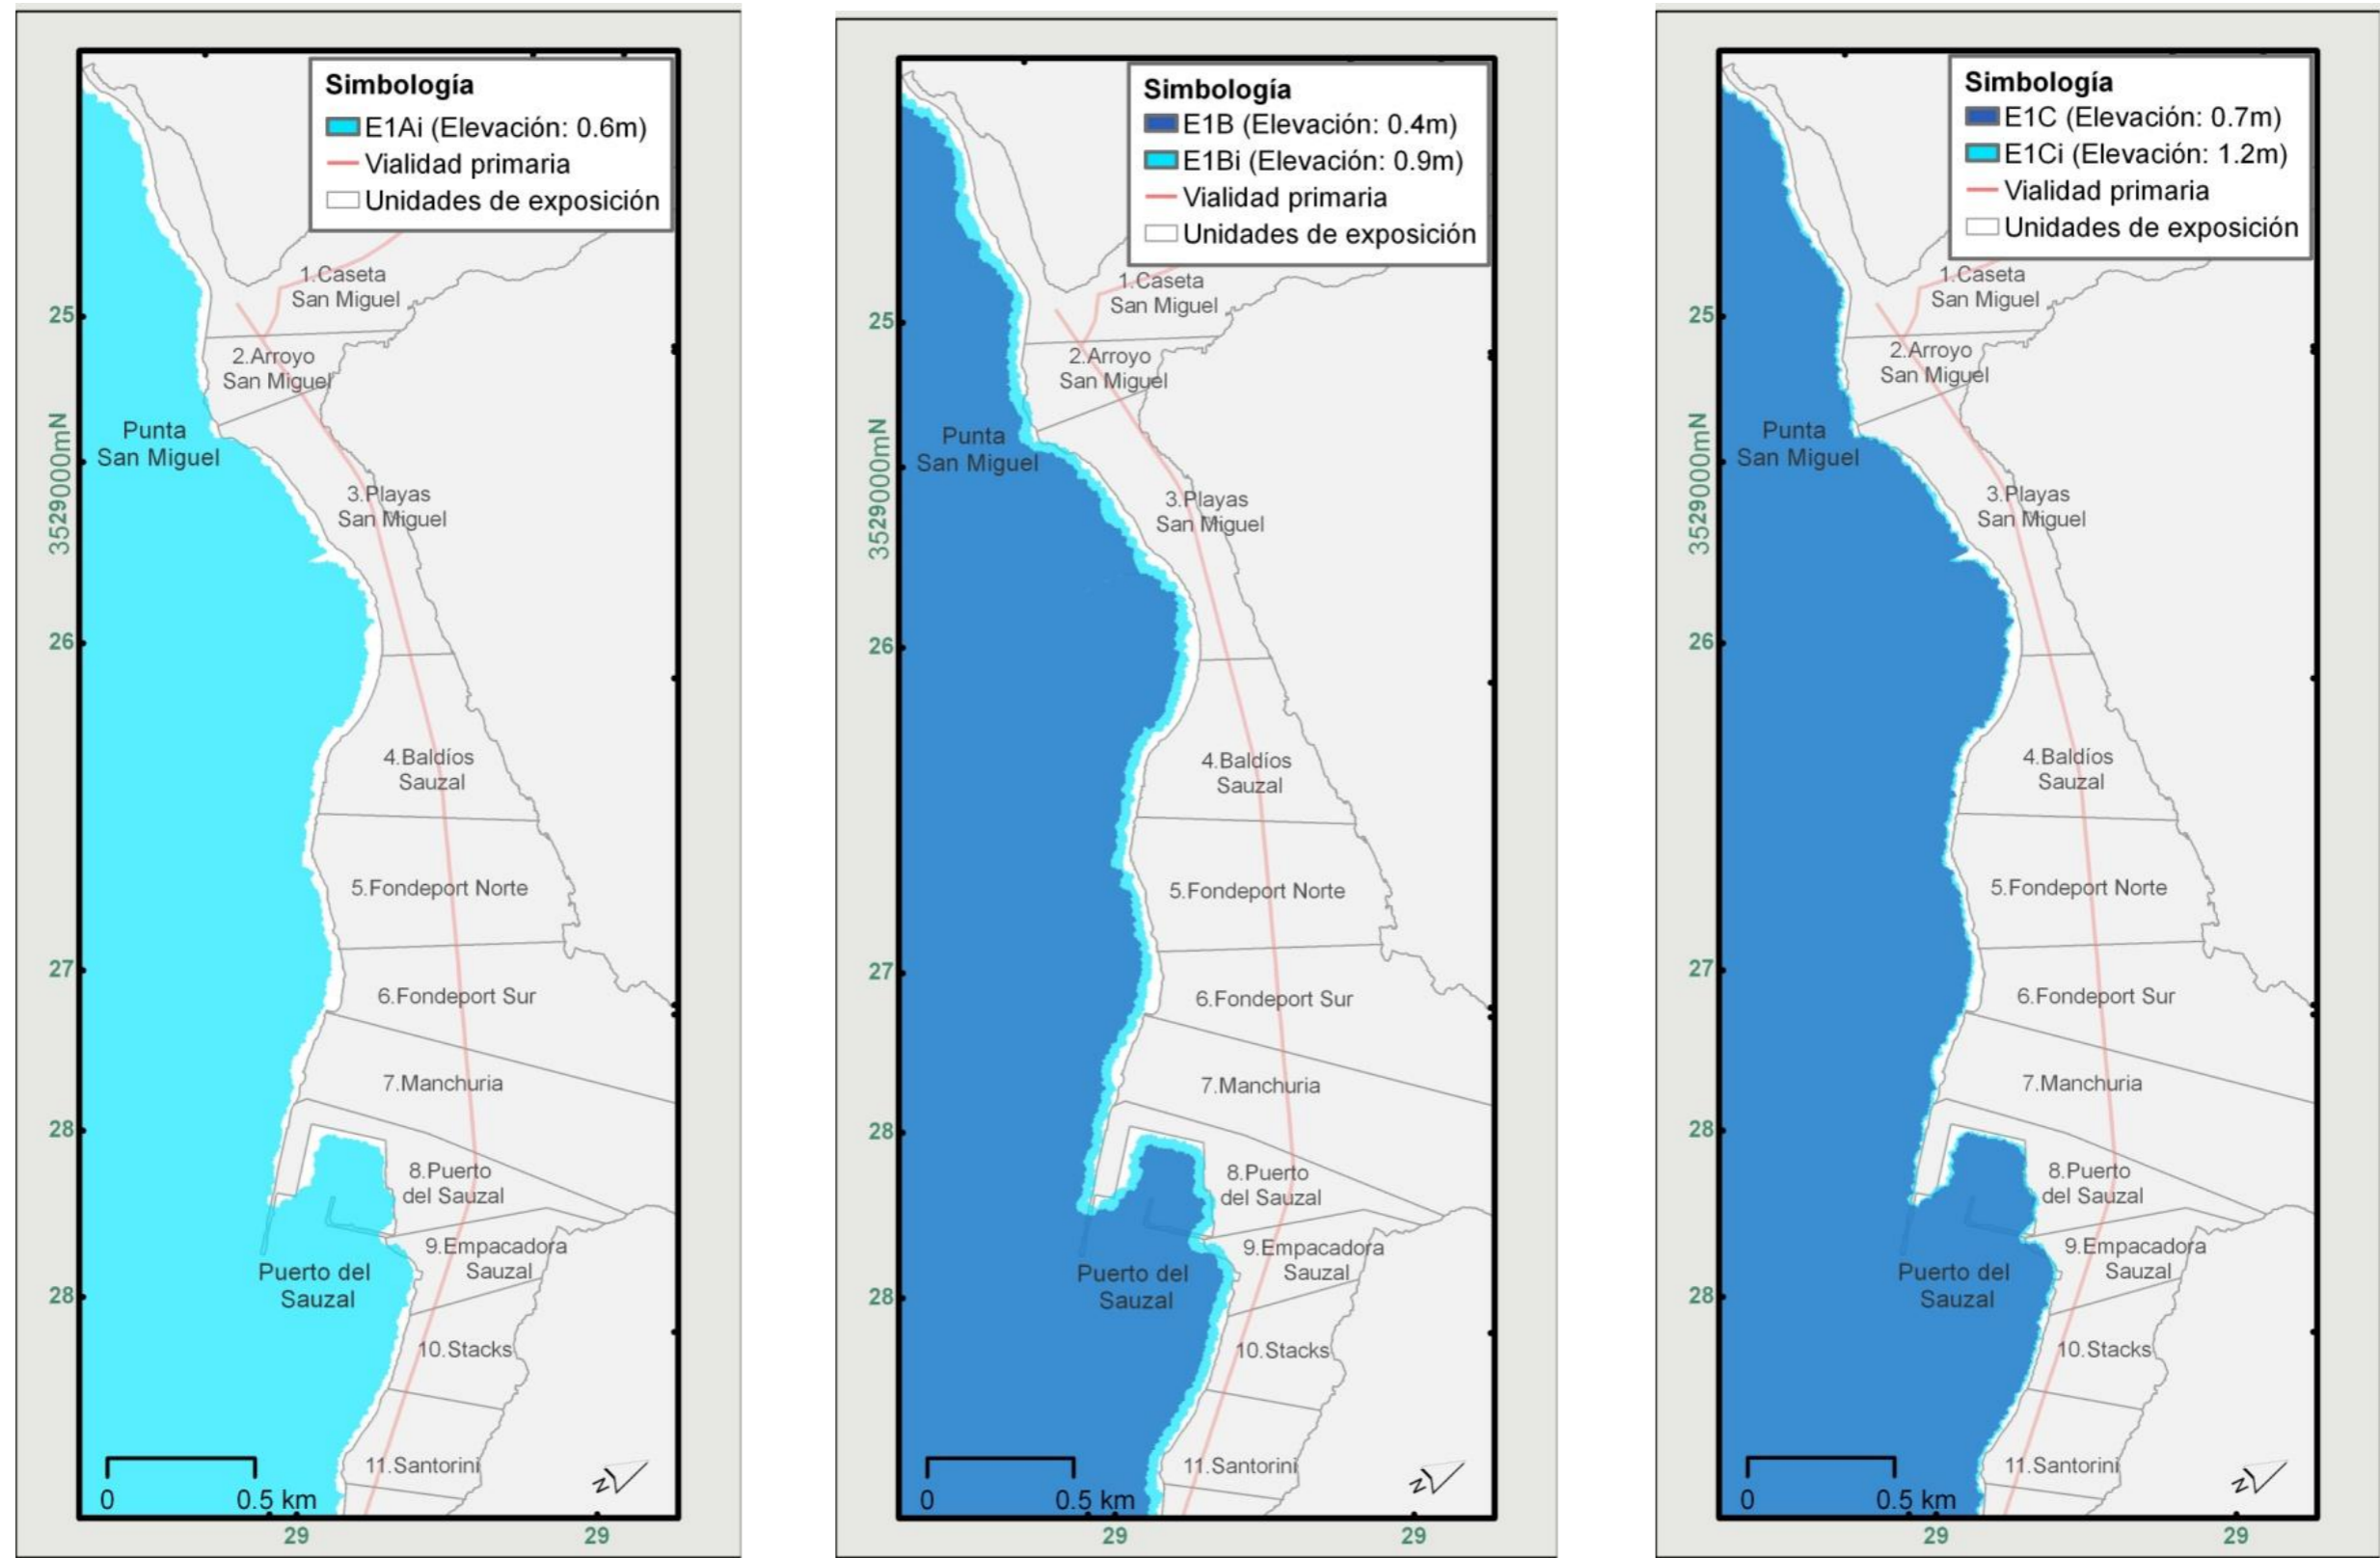 Simbología
E1Ai (Elevación: 0.6m)
Vialidad primaria
Unidades de exposición
1.Caseta
San Miguel
25
2.Arroyo
San Miguel
Punta
San Miguel
3529000mN
3.Playas
San Miguel
26
4.Baldíos
Sauzal
5.Fondeport Norte
27
6.Fondeport Sur
7.Manchuria
28
8.Puerto
del Sauzal
9.Empacadora
Sauzal
Puerto del
Sauzal
28
10.Stacks
11.Santorini
0 0.5 km
N
29 29
Simbología
E1B (Elevación: 0.4m)
E1Bi (Elevación: 0.9m)
Vialidad primaria
Unidades de exposición
1.Caseta
San Miguel
25
2.Arroyo
San Miguel
Punta
San Miguel
3529000mN
3.Playas
San Miguel
26
4.Baldíos
Sauzal
5.Fondeport Norte
27
6.Fondeport Sur
7.Manchuria
28
8.Puerto
del Sauzal
9.Empacadora
Sauzal
Puerto del
Sauzal
28
10.Stacks
11.Santorini
0 0.5 km
N
29 29
Simbología
E1C (Elevación: 0.7m)
E1Ci (Elevación: 1.2m)
Vialidad primaria
Unidades de exposición
1.Caseta
San Miguel
25
2.Arroyo
San Miguel
Punta
San Miguel
3529000mN
3.Playas
San Miguel
26
4.Baldíos
Sauzal
5.Fondeport Norte
27
6.Fondeport Sur
7.Manchuria
28
8.Puerto
del Sauzal
9.Empacadora
Sauzal
Puerto del
Sauzal
28
10.Stacks
11.Santorini
0 0.5 km
N
29 29